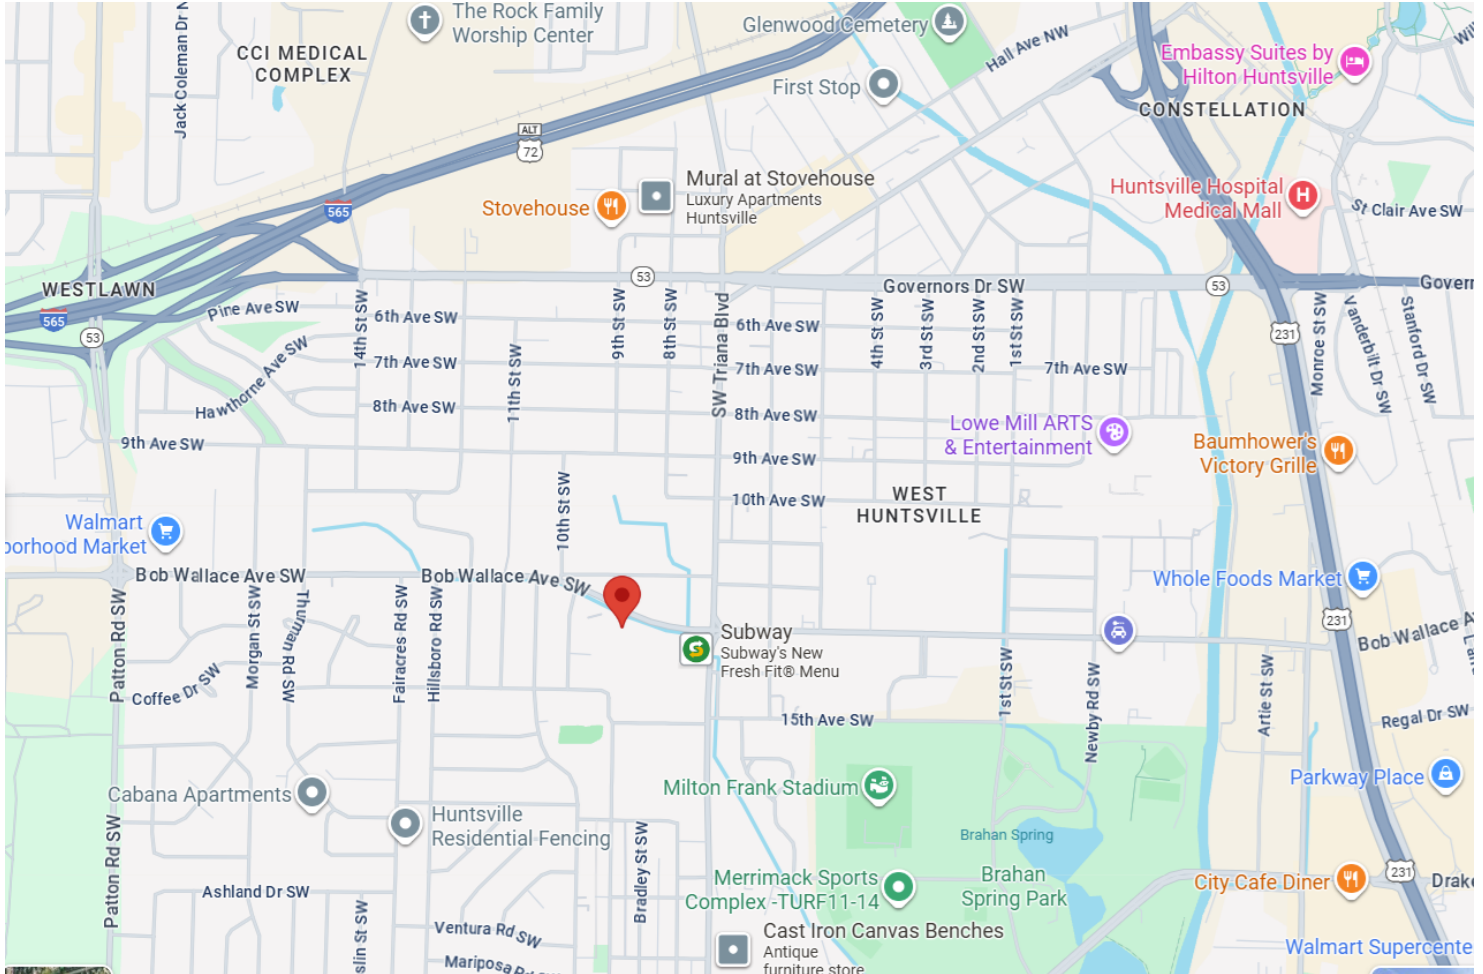 The Rock Family
Worship Center
Glenwood Cemetery
Hall Ave NW
CCI MEDICAL
COMPLEX
Jack Coleman Dr N
Embassy Suites by
Hilton Huntsville
First Stop
CONSTELLATION
ALT
72
Mural at Stovehouse
Luxury Apartments
Huntsville
Stovehouse
Huntsville Hospital
Medical Mall
H
St Clair Ave SW
565
WESTLAWN
53
Governors Dr SW
53
Govern
565
53
Pine Ave SW
6th Ave SW
14th St SW
9th St SW
8th St SW
SW Triana Blvd
6th Ave SW
4th St SW
3rd St SW
2nd St SW
1st St SW
231
Monroe St SW
Vanderbilt Dr SW
Stanford Dr SW
Hawthorne Ave SW
7th Ave SW
11th St SW
7th Ave SW
7th Ave SW
8th Ave SW
8th Ave SW
Lowe Mill ARTS
& Entertainment
9th Ave SW
9th Ave SW
Baumhower's
Victory Grille
10th St SW
10th Ave SW
WEST
HUNTSVILLE
Walmart
borhood Market
Bob Wallace Ave SW
Bob Wallace Ave SW
Whole Foods Market
231
Bob Wallace A
Patton Rd SW
Morgan St SW
Thurman Rd SW
Fairacres Rd SW
Hillsboro Rd SW
Subway
Subway's New
Fresh Fit® Menu
Coffee Dr SW
1st St SW
Newby Rd SW
Artie St SW
15th Ave SW
Regal Dr SW
Milton Frank Stadium
Parkway Place
Cabana Apartments
Huntsville
Residential Fencing
Brahan Spring
Patton Rd SW
Bradley St SW
Merrimack Sports
Complex -TURF11-14
Brahan
Spring Park
City Cafe Diner
231
Drake
Ashland Dr SW
slin St SW
Ventura Rd SW
Cast Iron Canvas Benches
Antique
furniture store
Walmart Supercente
Mariposa Rd SW